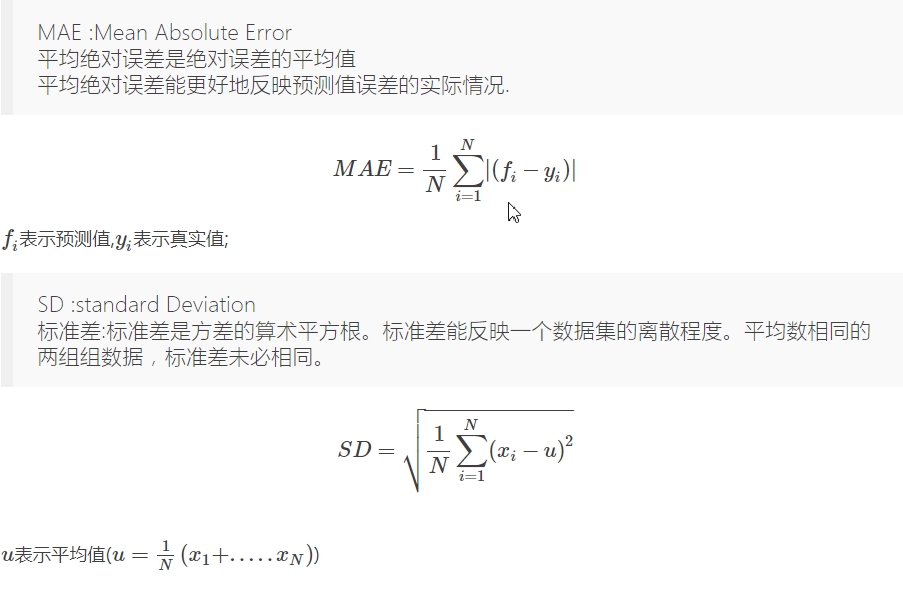 MAE :Mean Absolute Error
平均绝对误差是绝对误差的平均值
平均绝对误差能更好地反映预测值误差的实际情况.
$MAE = \frac{1}{N} \sum_{i=1}^{N} |(f_i - y_i)|$
$f_i$表示预测值,$y_i$表示真实值;
SD :standard Deviation
标准差:标准差是方差的算术平方根。标准差能反映一个数据集的离散程度。平均数相同的
两组组数据，标准差未必相同。
$SD = \sqrt{\frac{1}{N} \sum_{i=1}^{N} (x_i - u)^2}$
$u$表示平均值($u = \frac{1}{N} (x_1 + ..... x_N)$)